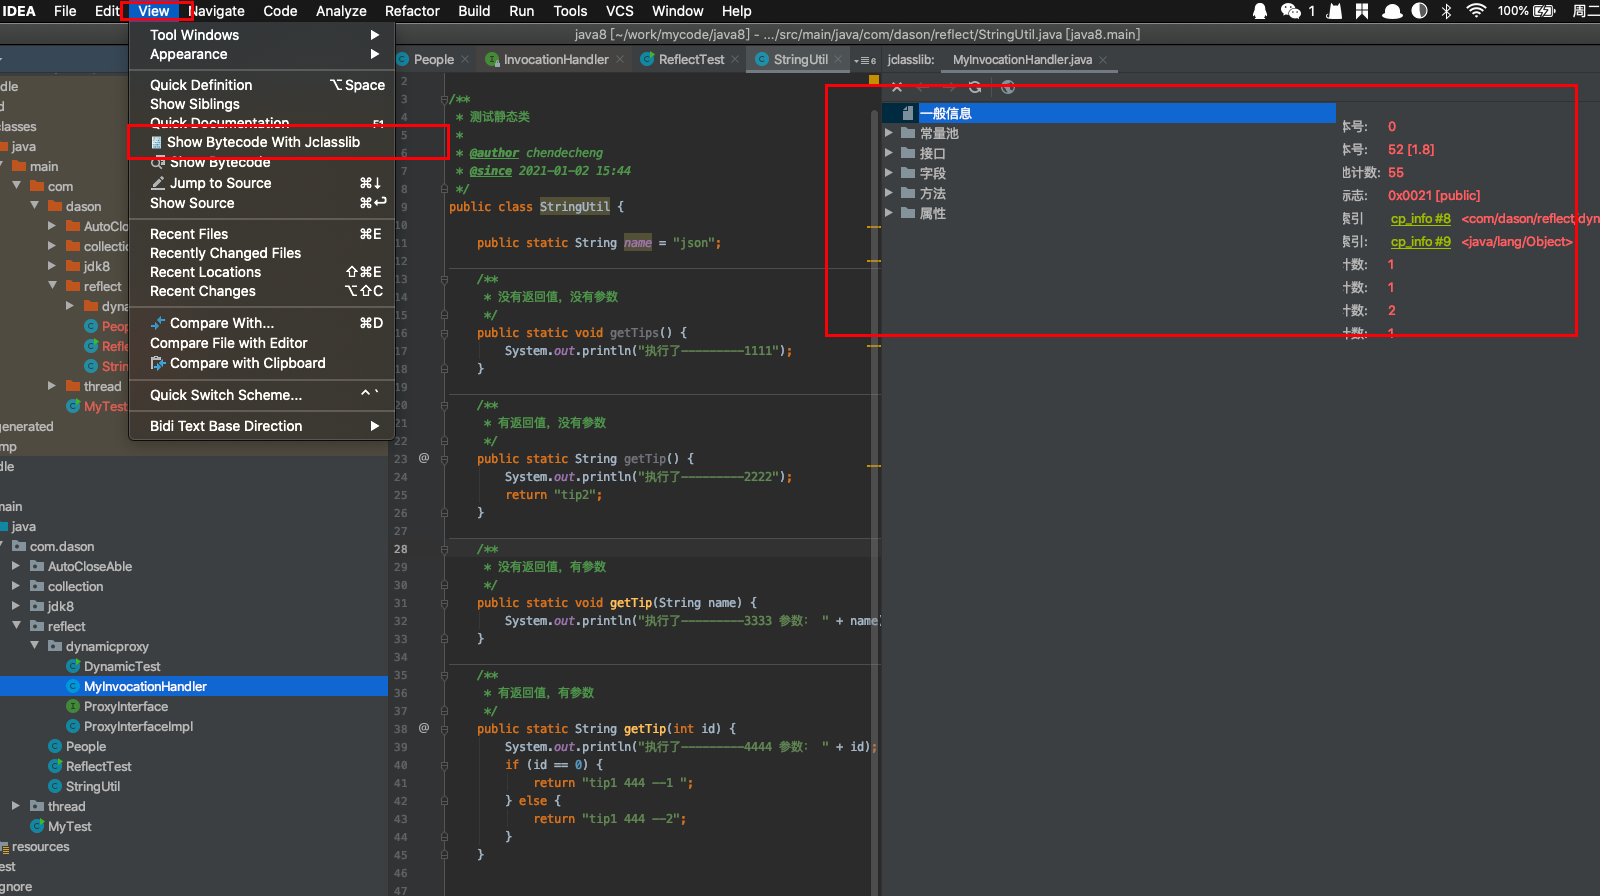 IDEA File Edit View Navigate Code Analyze Refactor Build Run Tools VCS Window Help 1 100% 周二
java8 [~/work/mycode/java8] – .../src/main/java/com/dason/reflect/StringUtil.java [java8.main]
Tool Windows
Appearance
Quick Definition ⌥Space
Show Siblings
Quick Documentation F1
Show Bytecode With Jclasslib
Show Bytecode
Jump to Source ⌘↓
Show Source ⌘↩
Recent Files ⌘E
Recently Changed Files
Recent Locations ⇧⌘E
Recent Changes ⌥⇧C
Compare With... ⌘D
Compare File with Editor
Compare with Clipboard
Quick Switch Scheme... ⌃`
Bidi Text Base Direction
dle
d
classes
java
main
com
dason
AutoClo
collectio
jdk8
reflect
dyna
Peop
Refle
Strin
thread
MyTest
generated
mp
dle
main
java
com.dason
AutoCloseAble
collection
jdk8
reflect
dynamicproxy
DynamicTest
MyInvocationHandler
ProxyInterface
ProxyInterfaceImpl
People
ReflectTest
StringUtil
thread
MyTest
resources
est
gnore
People InvocationHandler ReflectTest StringUtil 6
2
3 /**
4 * 测试静态类
5 *
6 * @author chendecheng
7 * @since 2021-01-02 15:44
8 */
9 public class StringUtil {
10
11 public static String name = "json";
12
13 /**
14 * 没有返回值，没有参数
15 */
16 public static void getTips() {
17 System.out.println("执行了---------1111");
18 }
19
20 /**
21 * 有返回值，没有参数
22 */
23 @ public static String getTip() {
24 System.out.println("执行了---------2222");
25 return "tip2";
26 }
27
28 /**
29 * 没有返回值，有参数
30 */
31 public static void getTip(String name) {
32 System.out.println("执行了---------3333 参数： " + name)
33 }
34
35 /**
36 * 有返回值，有参数
37 */
38 @ public static String getTip(int id) {
39 System.out.println("执行了---------4444 参数： " + id);
40 if (id == 0) {
41 return "tip1 444 --1 ";
42 } else {
43 return "tip1 444 --2";
44 }
45 }
46
47
jclasslib: MyInvocationHandler.java
一般信息
常量池
接口
字段
方法
属性
本号: 0
本号: 52 [1.8]
池计数: 55
标志: 0x0021 [public]
索引 cp_info #8 <com/dason/reflect/dyn
索引: cp_info #9 <java/lang/Object>
计数: 1
计数: 1
计数: 2
计数: 1